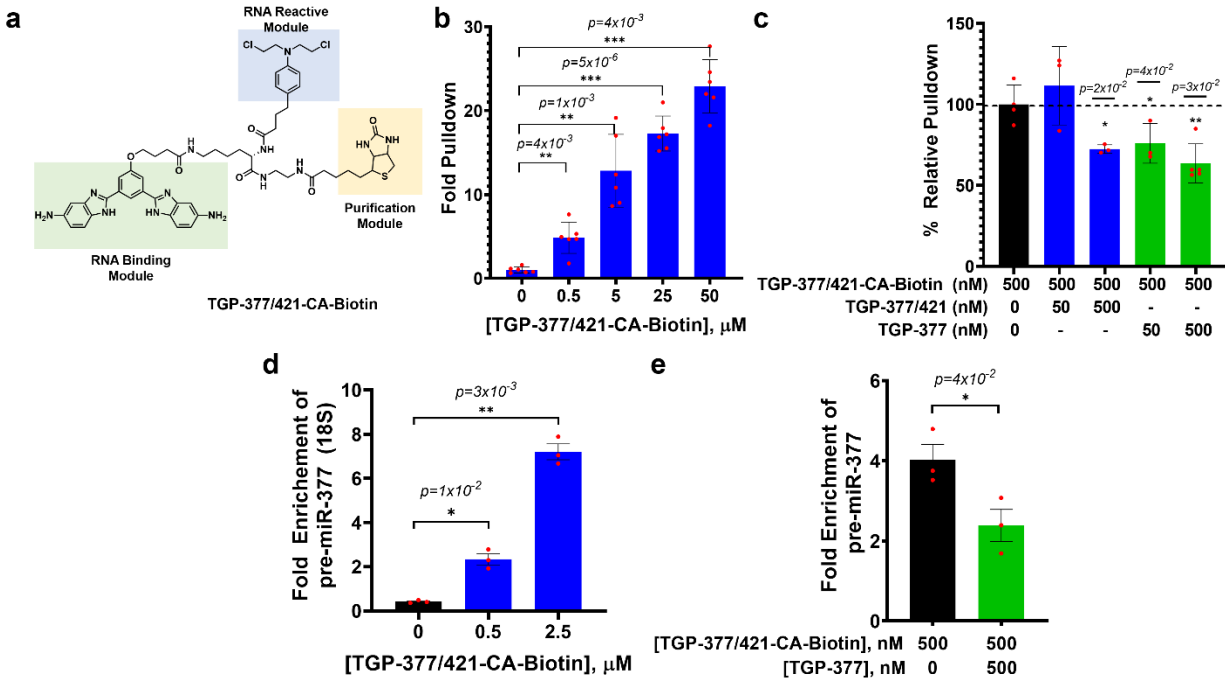 a
RNA Reactive
Module
Cl
Cl
N
O
O
N
H
NH
O
N
H
H
N
O
O
HN
NH
S
Purification
Module
N
NH
N
HN
H2N
NH2
RNA Binding
Module
TGP-377/421-CA-Biotin
b
Fold Pulldown
30
20
10
0
p=4x10-3
***
p=5x10-6
***
p=1x10-3
**
p=4x10-3
**
0 0.5 5 25 50
[TGP-377/421-CA-Biotin], μM
c
% Relative Pulldown
150
100
50
0
p=2x10-2
*
p=4x10-2
*
p=3x10-2
**
TGP-377/421-CA-Biotin (nM) 500 500 500 500 500
TGP-377/421 (nM) 0 50 500 - -
TGP-377 (nM) 0 - - 50 500
d
Fold Enrichement of
pre-miR-377 (18S)
10
8
6
4
2
0
p=3x10-3
**
p=1x10-2
*
0 0.5 2.5
[TGP-377/421-CA-Biotin], μM
e
Fold Enrichment of
pre-miR-377
6
4
2
0
p=4x10-2
*
[TGP-377/421-CA-Biotin], nM 500 500
[TGP-377], nM 0 500